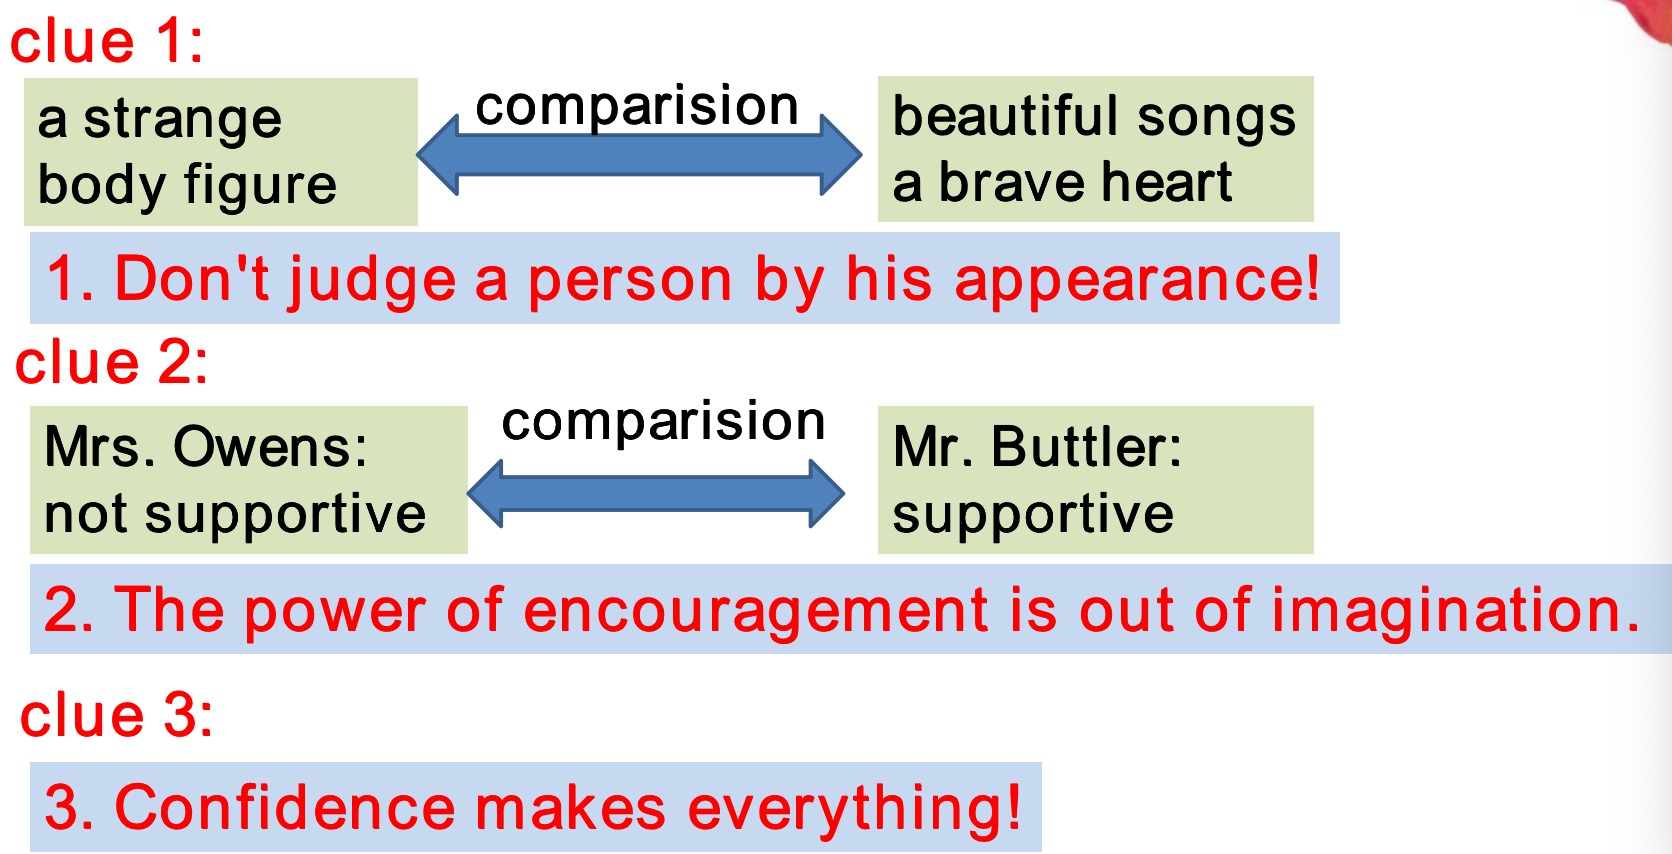 clue 1:
a strange
body figure
comparision
beautiful songs
a brave heart
1. Don't judge a person by his appearance!
clue 2:
Mrs. Owens:
not supportive
comparision
Mr. Buttler:
supportive
2. The power of encouragement is out of imagination.
clue 3:
3. Confidence makes everything!